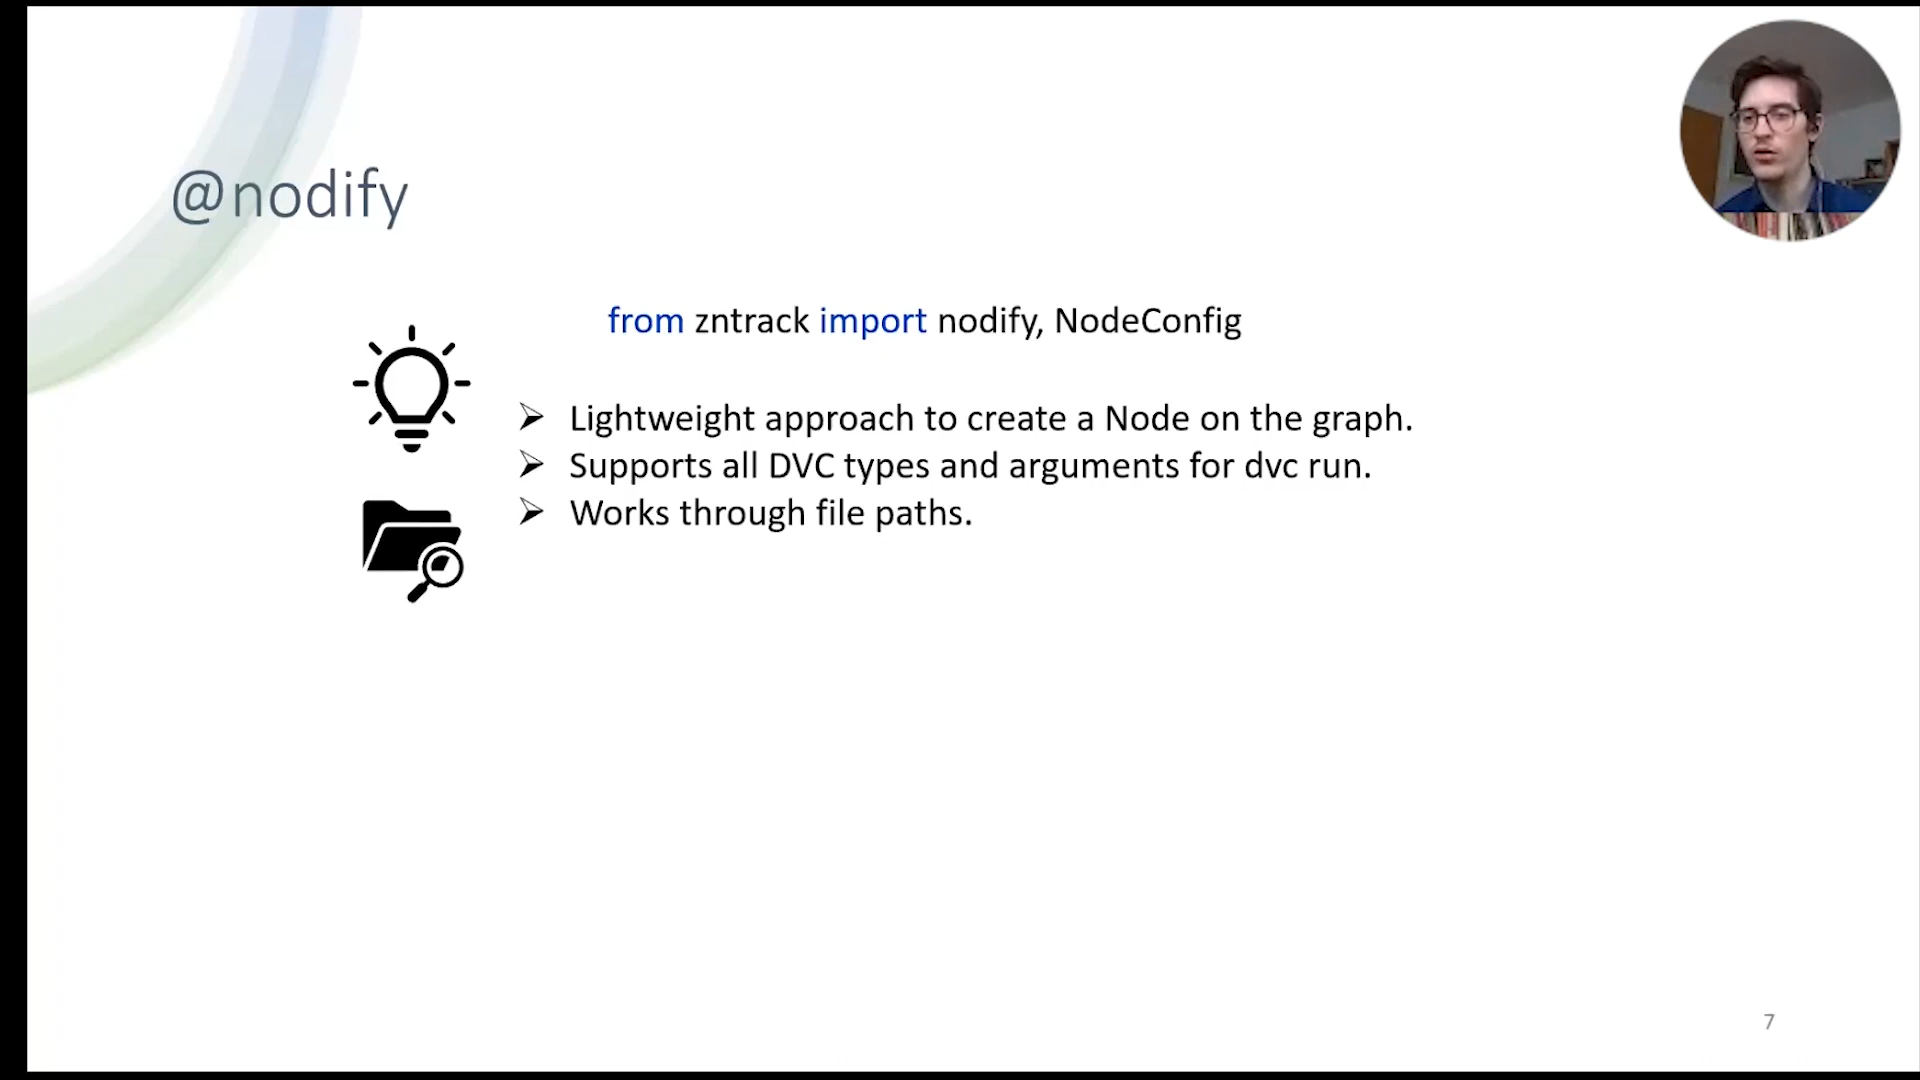 @nodify
from zntrack import nodify, NodeConfig
Lightweight approach to create a Node on the graph.
Supports all DVC types and arguments for dvc run.
Works through file paths.
7